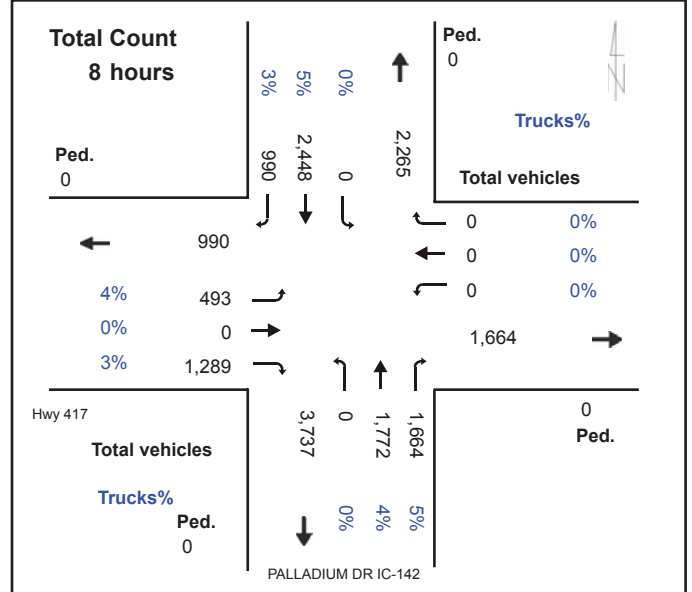 Total Count
8 hours
3%
5%
0%
990
2,448
0
2,265
Ped.
0
N
Trucks%
Total vehicles
Ped.
0
0 0%
0 0%
0 0%
1,664
990
4% 493
0% 0
3% 1,289
Hwy 417
Total vehicles
Trucks%
Ped.
0
3,737
0
1,772
1,664
0%
4%
5%
0
Ped.
PALLADIUM DR IC-142